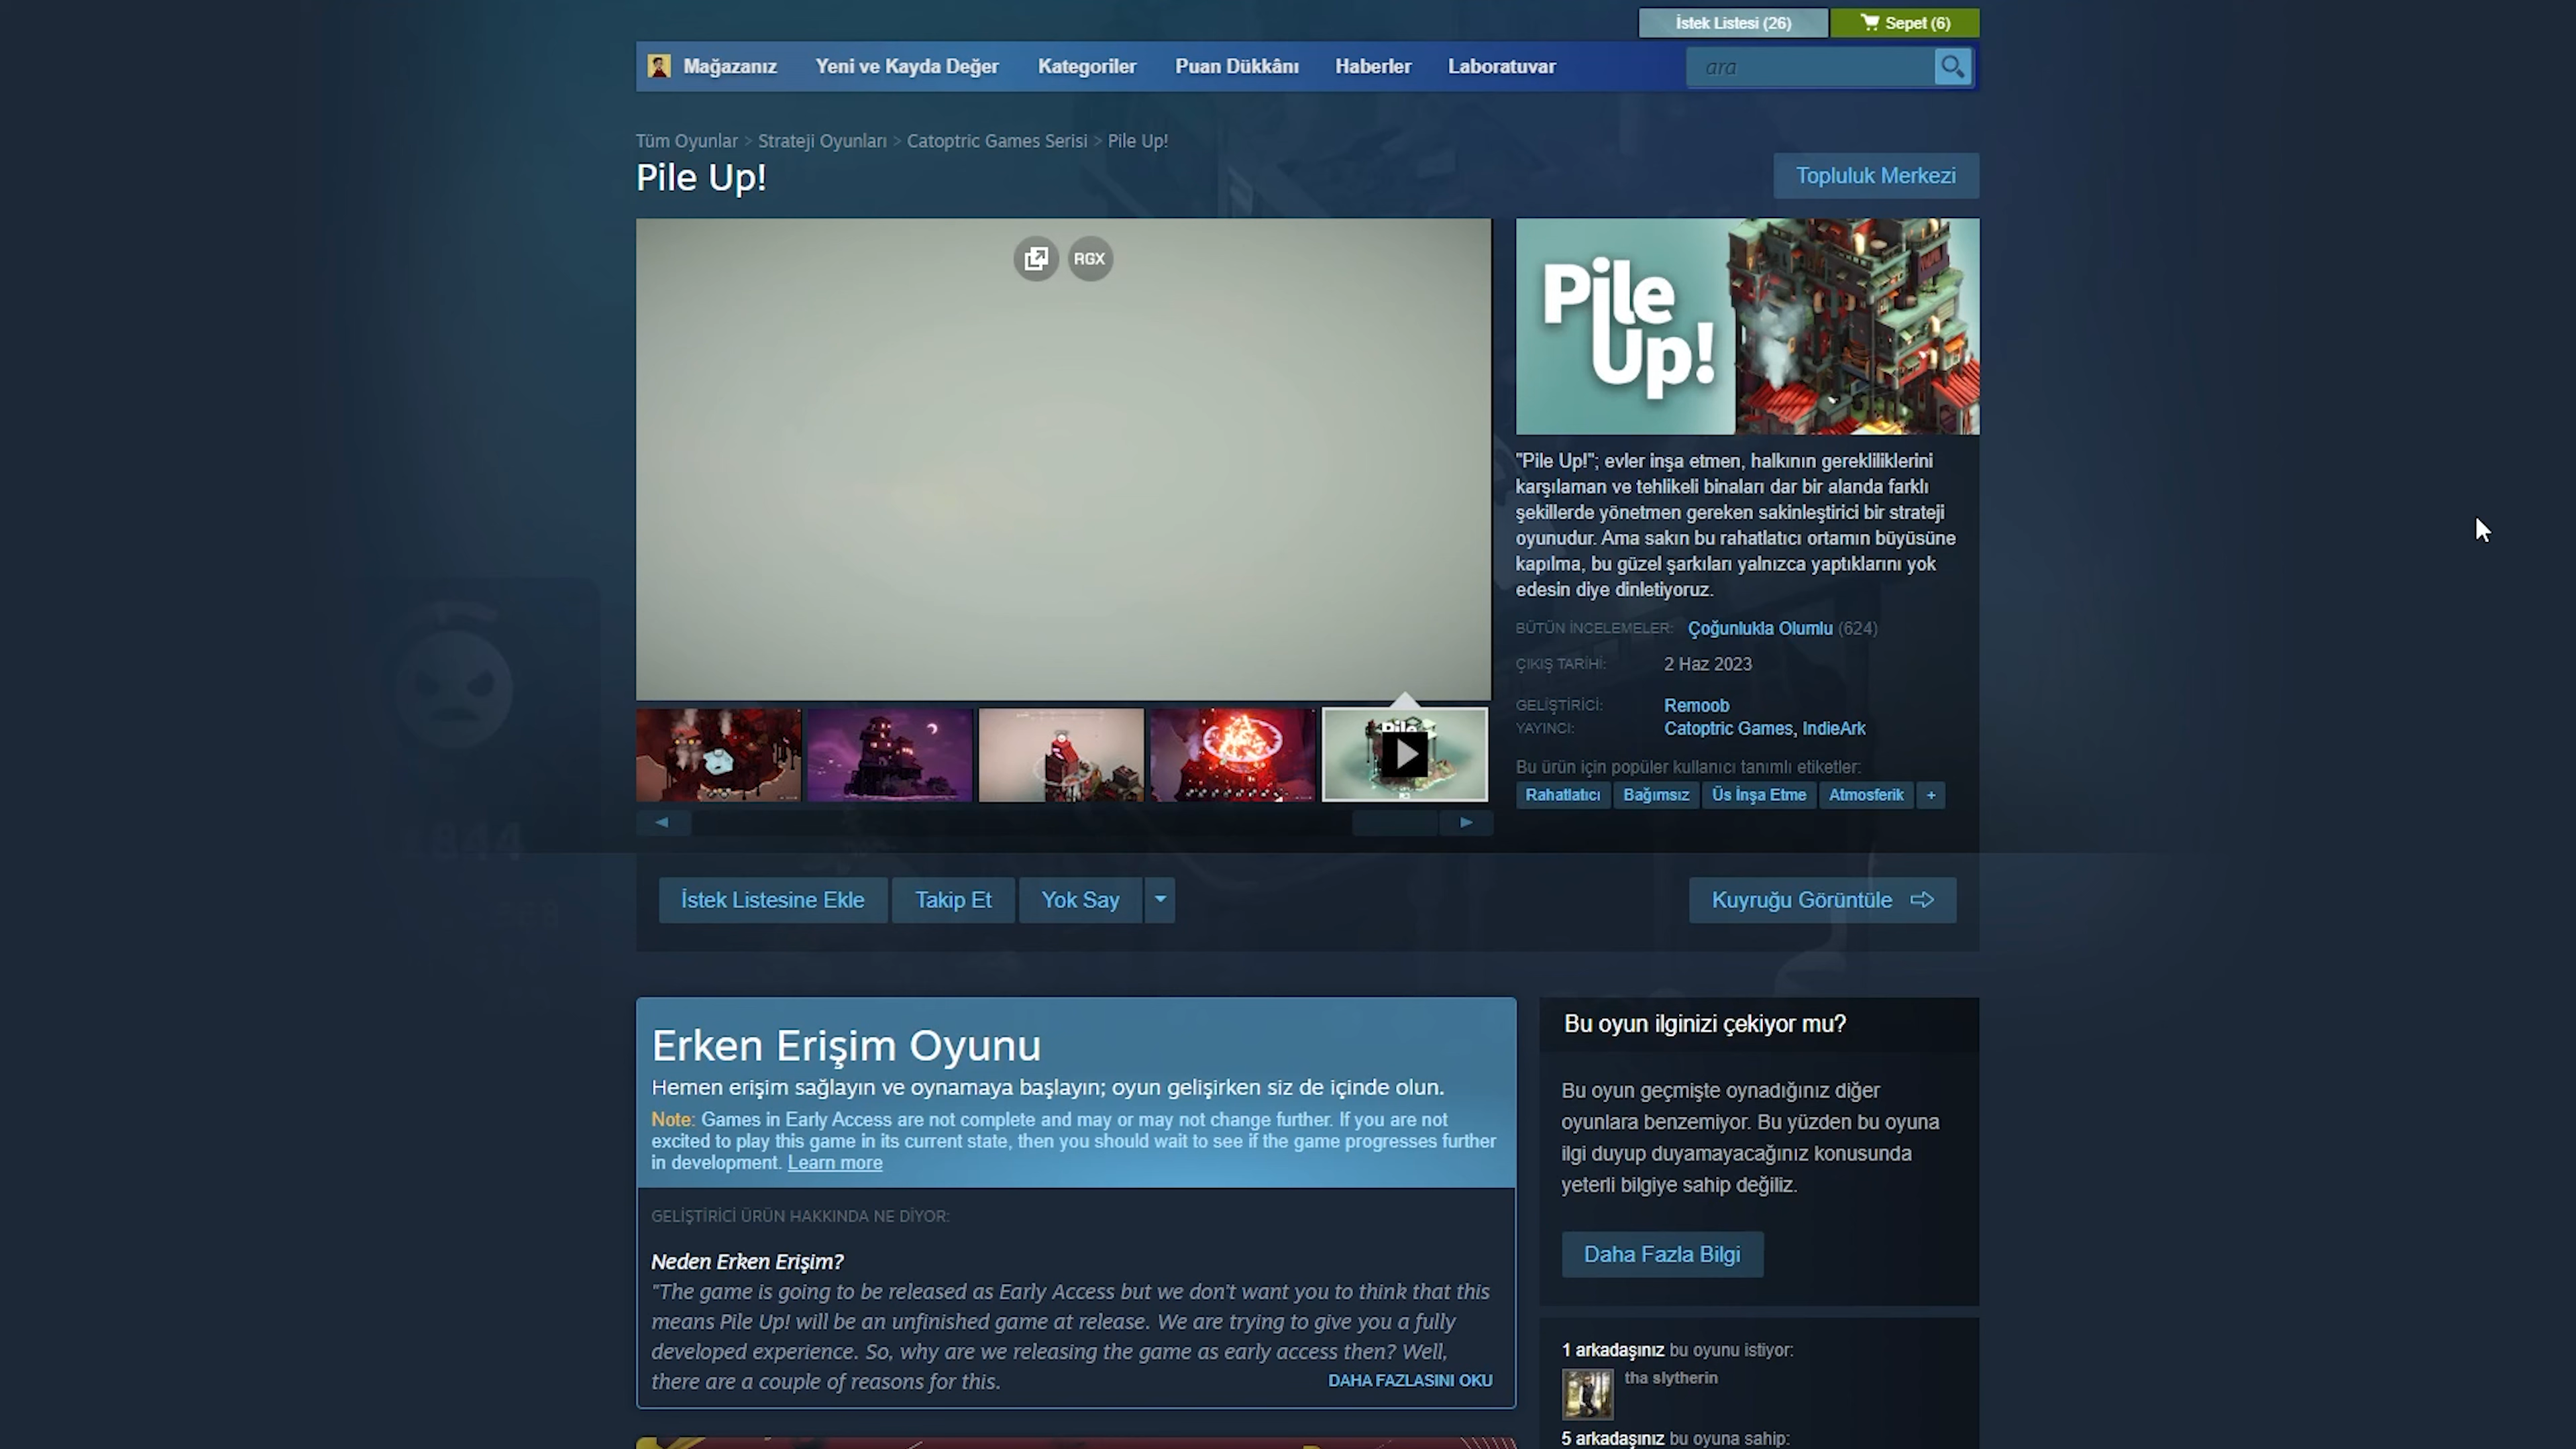 İstek Listesi (26)
Sepet (6)
Mağazanız
Yeni ve Kayda Değer
Kategoriler
Puan Dükkânı
Haberler
Laboratuvar
ara
Tüm Oyunlar > Strateji Oyunları > Catoptric Games Serisi > Pile Up!
Pile Up!
Topluluk Merkezi
RGX
Pile
Up!
"Pile Up!"; evler inşa etmen, halkının gerekliliklerini
karşılaman ve tehlikeli binaları dar bir alanda farklı
şekillerde yönetmen gereken sakinleştirici bir strateji
oyunudur. Ama sakın bu rahatlatıcı ortamın büyüsüne
kapılma, bu güzel şarkıları yalnızca yaptıklarını yok
edesin diye dinletiyoruz.
BÜTÜN İNCELEMELER: Çoğunlukla Olumlu (624)
ÇIKIŞ TARİHİ: 2 Haz 2023
GELİŞTİRİCİ: Remoob
YAYINCI: Catoptric Games, IndieArk
Bu ürün için popüler kullanıcı tanımlı etiketler:
Rahatlatıcı
Bağımsız
Üs İnşa Etme
Atmosferik
+
İstek Listesine Ekle
Takip Et
Yok Say
Kuyruğu Görüntüle
Erken Erişim Oyunu
Hemen erişim sağlayın ve oynamaya başlayın; oyun gelişirken siz de içinde olun.
Note: Games in Early Access are not complete and may or may not change further. If you are not
excited to play this game in its current state, then you should wait to see if the game progresses further
in development. Learn more
GELİŞTİRİCİ ÜRÜN HAKKINDA NE DİYOR:
Neden Erken Erişim?
"The game is going to be released as Early Access but we don't want you to think that this
means Pile Up! will be an unfinished game at release. We are trying to give you a fully
developed experience. So, why are we releasing the game as early access then? Well,
there are a couple of reasons for this.
DAHA FAZLASINI OKU
Bu oyun ilginizi çekiyor mu?
Bu oyun geçmişte oynadığınız diğer
oyunlara benzemiyor. Bu yüzden bu oyuna
ilgi duyup duyamayacağınız konusunda
yeterli bilgiye sahip değiliz.
Daha Fazla Bilgi
1 arkadaşınız bu oyunu istiyor:
tha slytherin
5 arkadaşınız bu oyuna sahip: